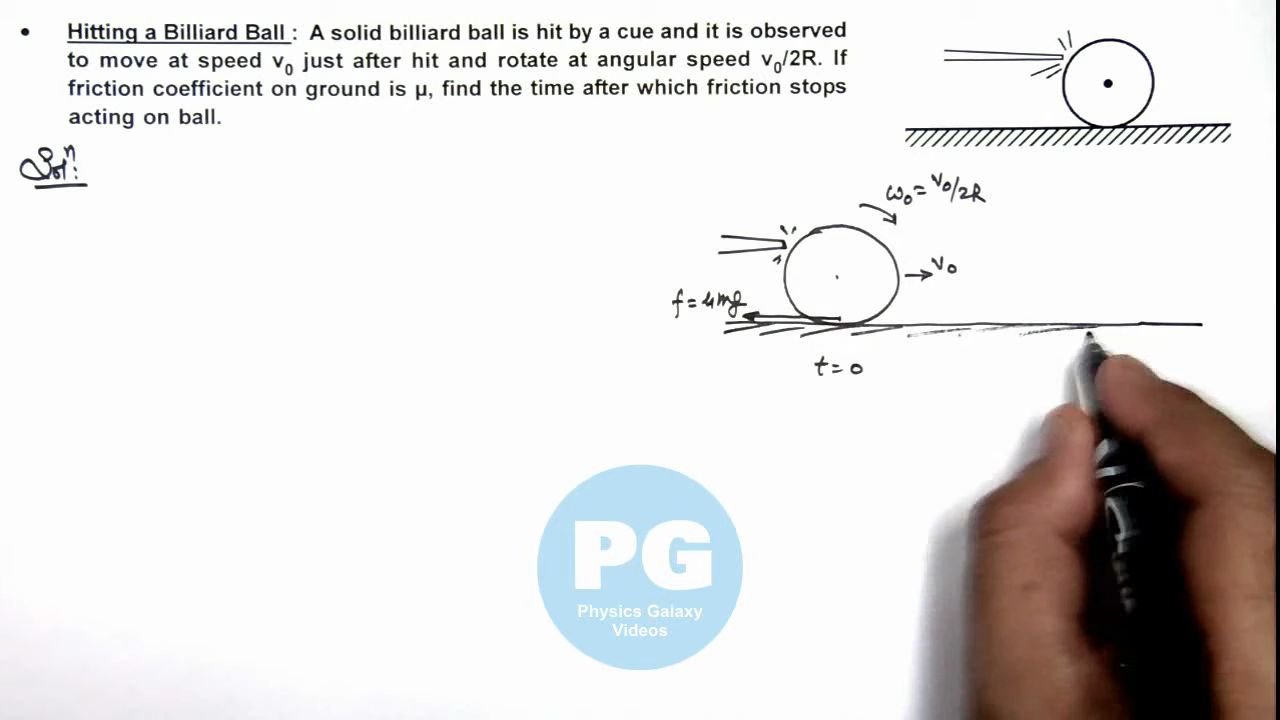 • Hitting a Billiard Ball : A solid billiard ball is hit by a cue and it is observed
to move at speed v₀ just after hit and rotate at angular speed v₀/2R. If
friction coefficient on ground is μ, find the time after which friction stops
acting on ball.
Solⁿ:
ω₀ = v₀/2R
v₀
f = μmg
t = 0
PG
Physics Galaxy
Videos